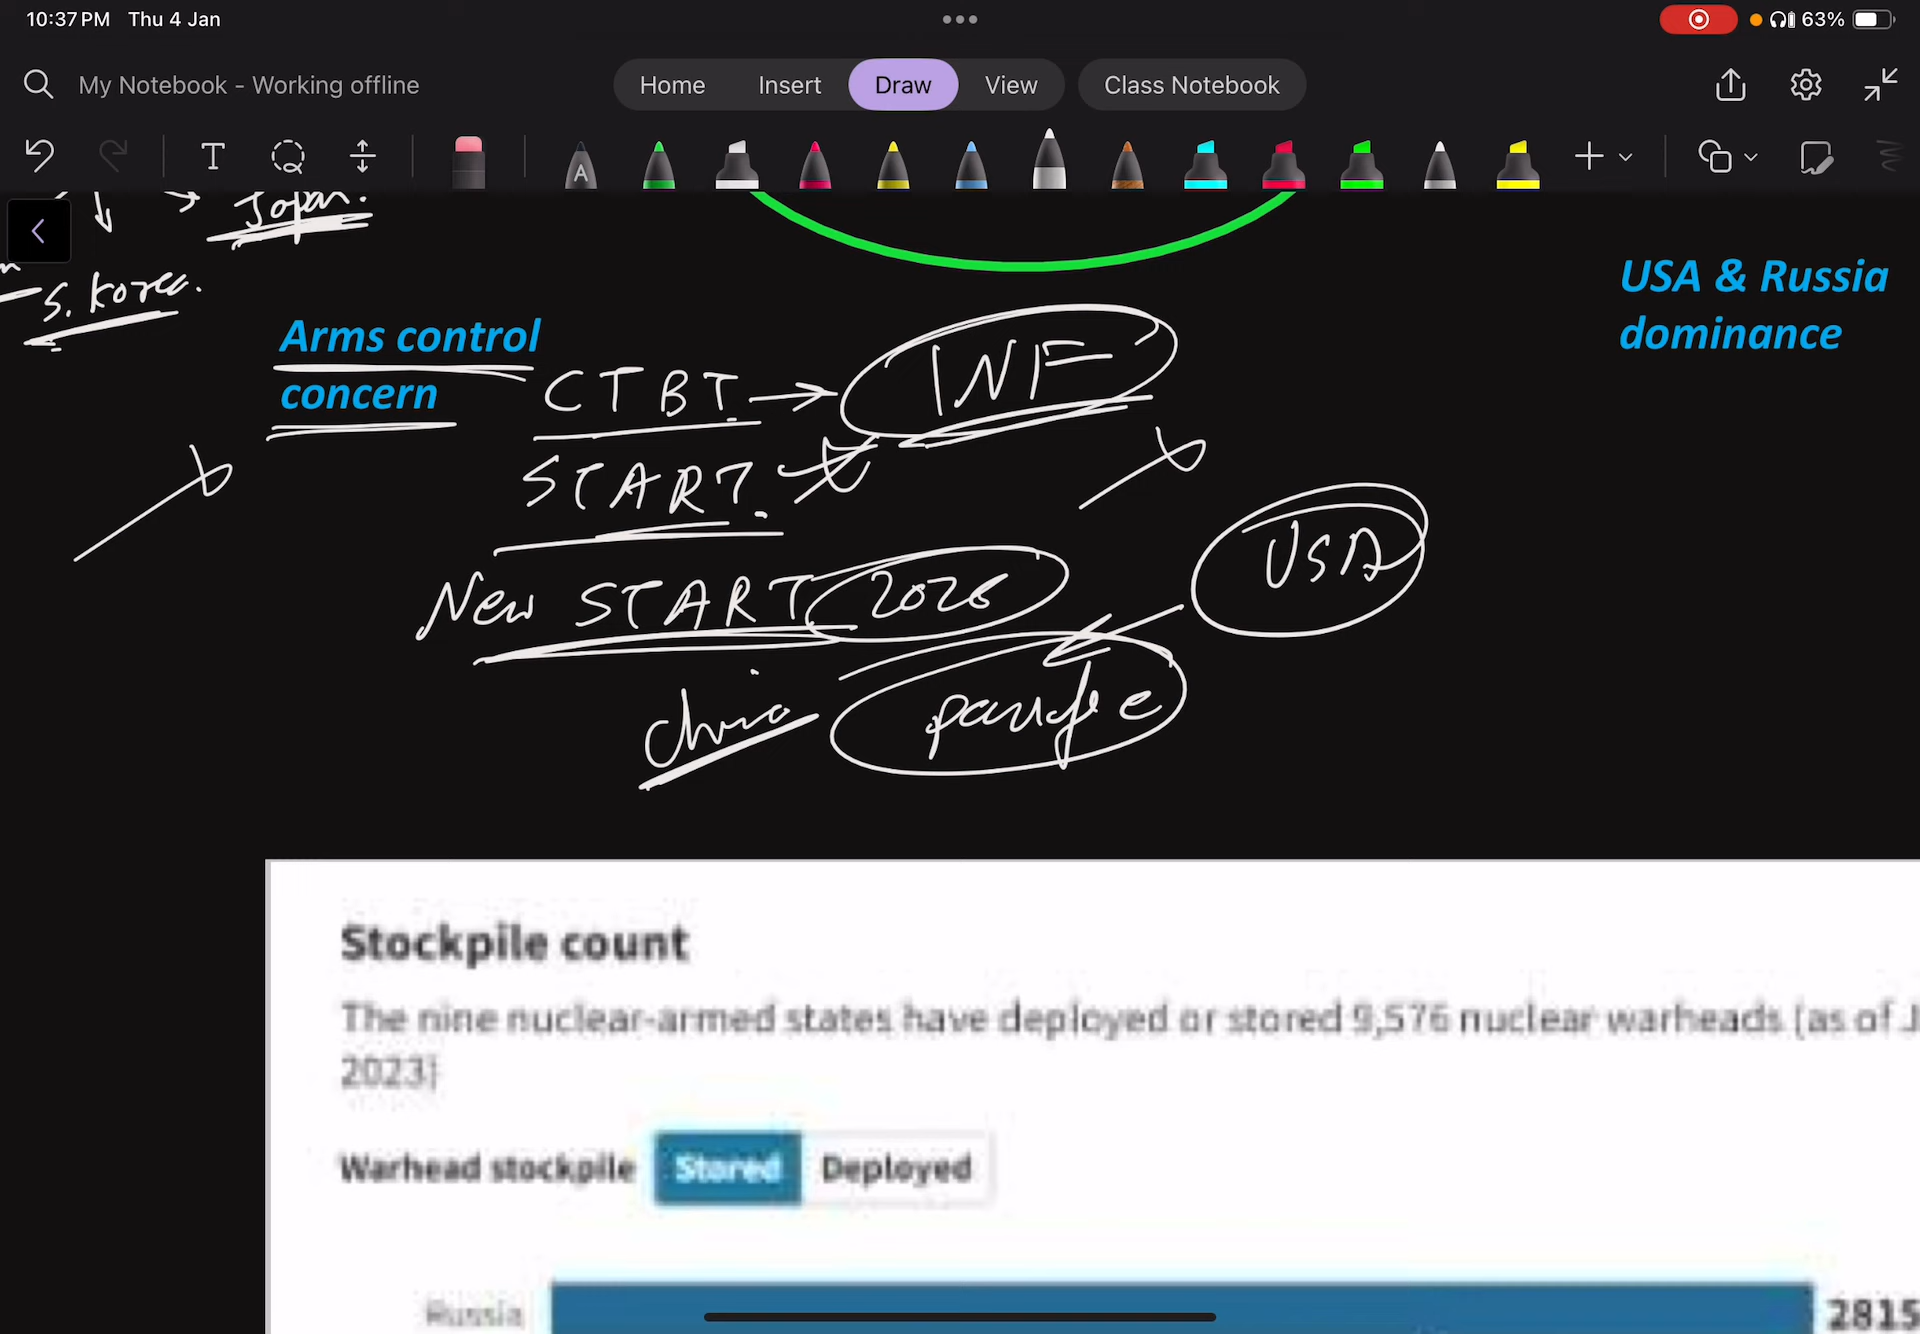 10:37 PM Thu 4 Jan
63%
My Notebook - Working offline
Home Insert Draw View Class Notebook
T
A
Japan.
S. Korea.
USA & Russia
dominance
Arms control
concern
CTBT → INF
START.
USA
New START 2026
china
Stockpile count
The nine nuclear-armed states have deployed or stored 9,576 nuclear warheads (as of J
2023)
Warhead stockpile Stored Deployed
Russia 2815